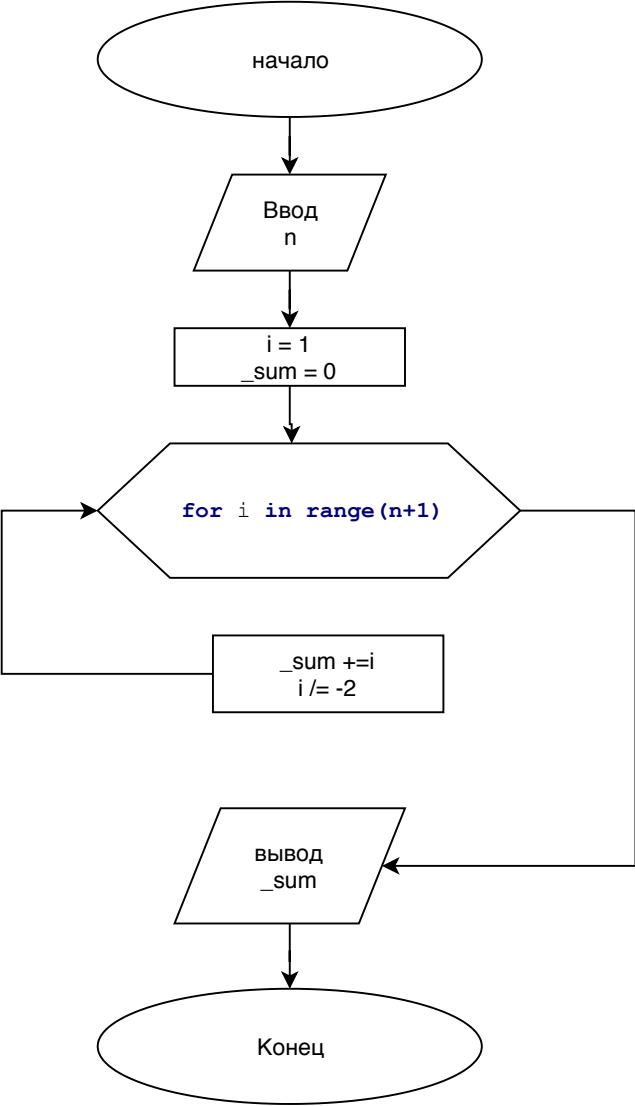 начало
Ввод
n
i = 1
_sum = 0
for i in range(n+1)
_sum +=i
i /= -2
вывод
_sum
Конец